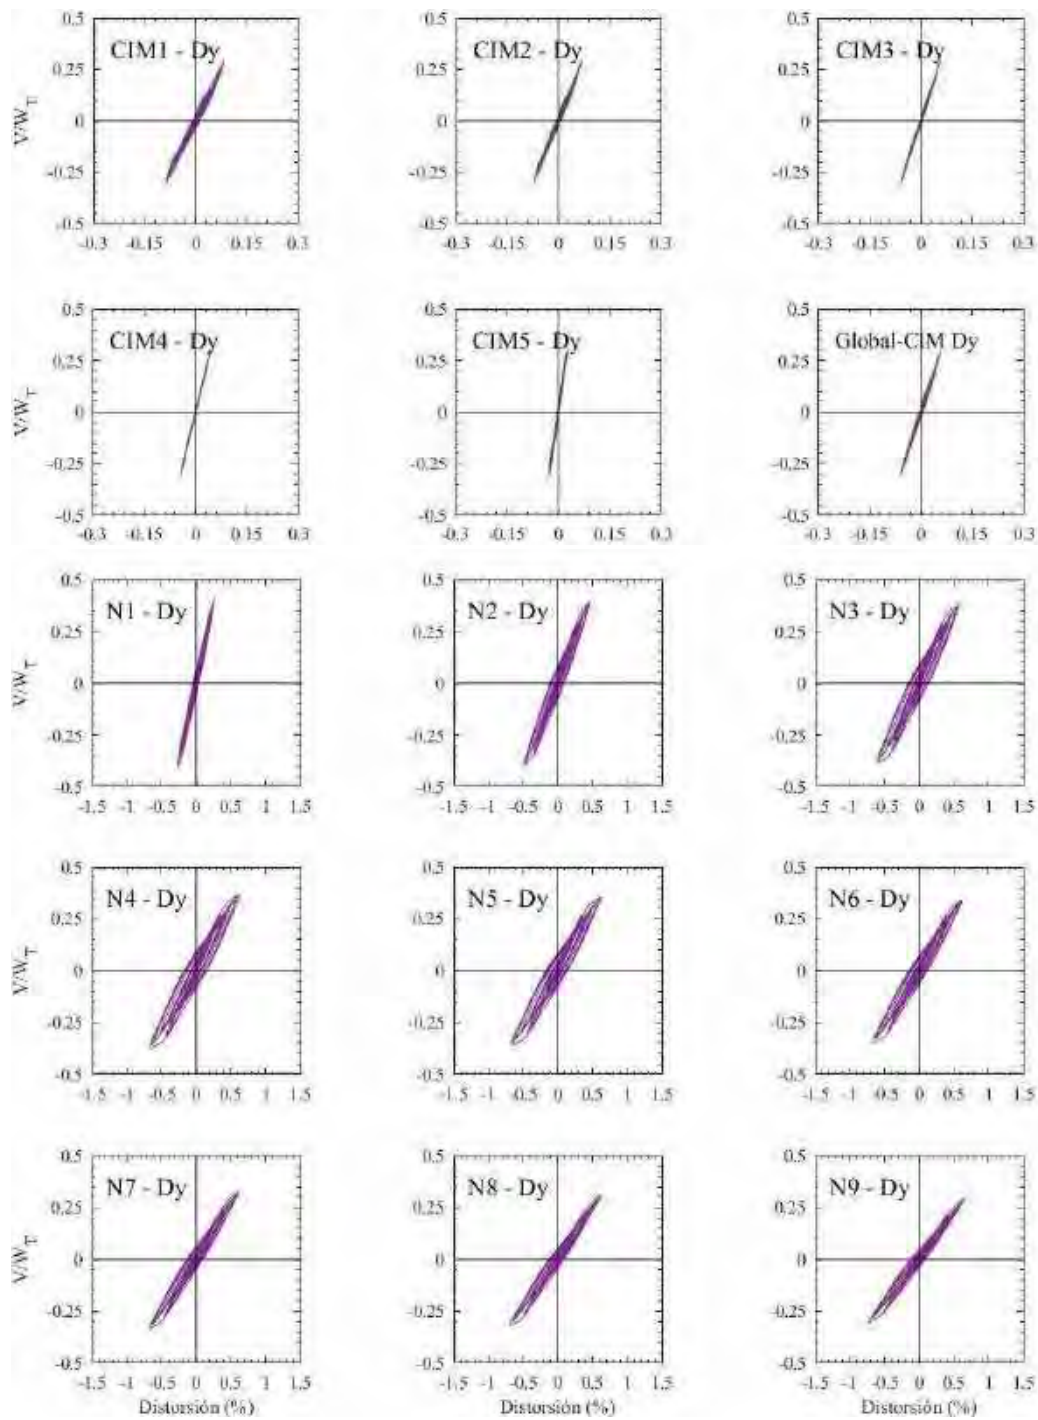 0.5 0.5 0.5
CIM1 - Dy CIM2 - Dy CIM3 - Dy
0.25 0.25 0.25
V/W_T 0 0 0
-0.25 -0.25 -0.25
-0.5 -0.5 -0.5
-0.3 -0.15 0 0.15 0.3 -0.3 -0.15 0 0.15 0.3 -0.3 -0.15 0 0.15 0.3
0.5 0.5 0.5
CIM4 - Dy CIM5 - Dy Global-CIM Dy
0.25 0.25 0.25
V/W_T 0 0 0
-0.25 -0.25 -0.25
-0.5 -0.5 -0.5
-0.3 -0.15 0 0.15 0.3 -0.3 -0.15 0 0.15 0.3 -0.3 -0.15 0 0.15 0.3
0.5 0.5 0.5
N1 - Dy N2 - Dy N3 - Dy
0.25 0.25 0.25
V/W_T 0 0 0
-0.25 -0.25 -0.25
-0.5 -0.5 -0.5
-1.5 -1 -0.5 0 0.5 1 1.5 -1.5 -1 -0.5 0 0.5 1 1.5 -1.5 -1 -0.5 0 0.5 1 1.5
0.5 0.5 0.5
N4 - Dy N5 - Dy N6 - Dy
0.25 0.25 0.25
V/W_T 0 0 0
-0.25 -0.25 -0.25
-0.5 -0.5 -0.5
-1.5 -1 -0.5 0 0.5 1 1.5 -1.5 -1 -0.5 0 0.5 1 1.5 -1.5 -1 -0.5 0 0.5 1 1.5
0.5 0.5 0.5
N7 - Dy N8 - Dy N9 - Dy
0.25 0.25 0.25
V/W_T 0 0 0
-0.25 -0.25 -0.25
-0.5 -0.5 -0.5
-1.5 -1 -0.5 0 0.5 1 1.5 -1.5 -1 -0.5 0 0.5 1 1.5 -1.5 -1 -0.5 0 0.5 1 1.5
Distorsión (%) Distorsión (%) Distorsión (%)